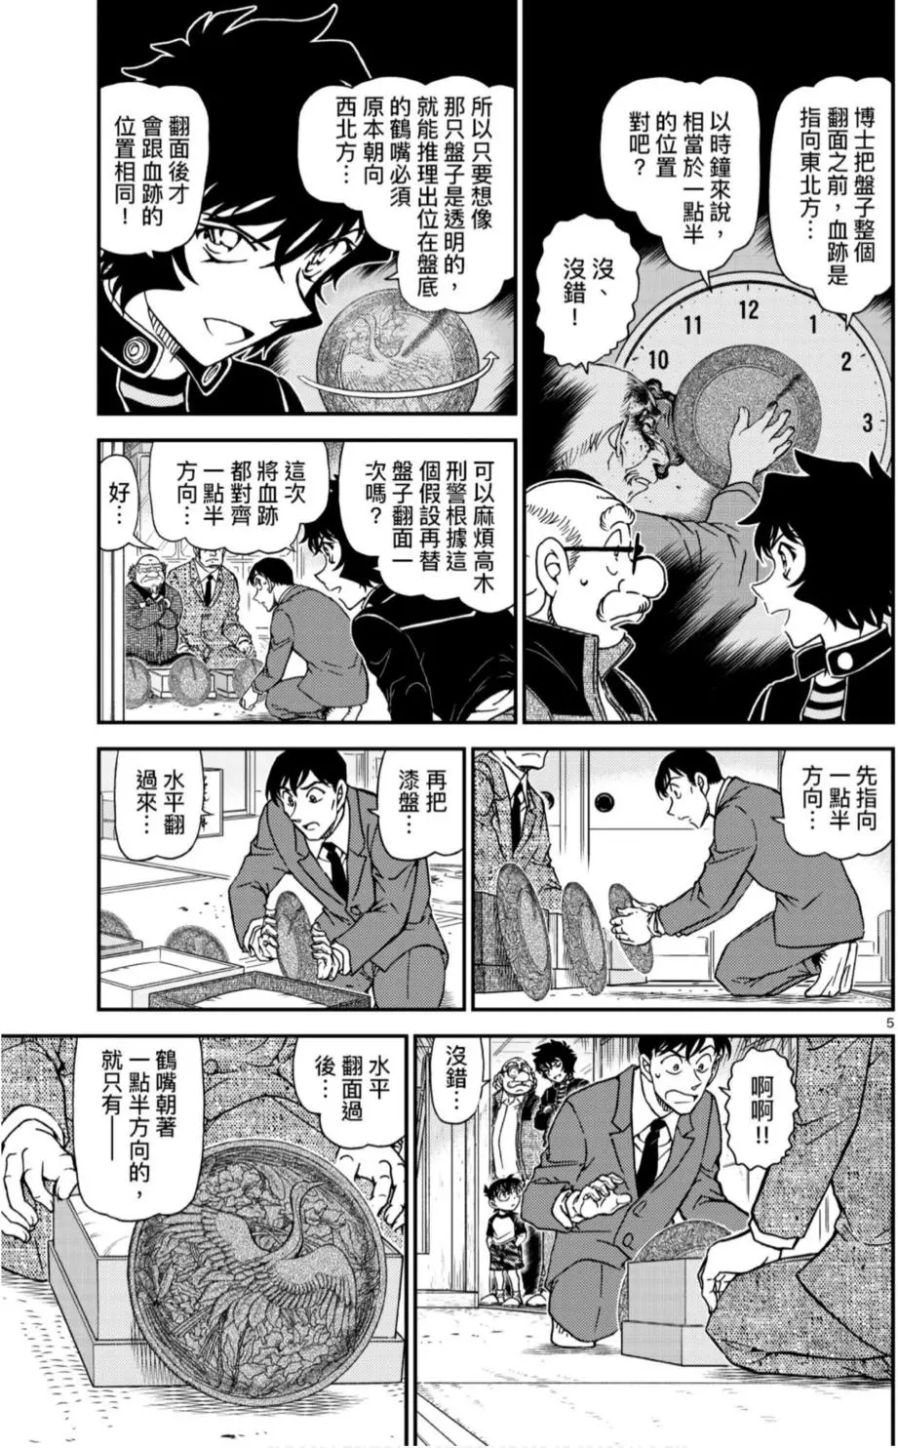 博士把盤子整個
翻面之前，血跡是
指向東北方…
以時鐘來說，
相當於一點半
的位置
對吧？
沒、
沒錯！
10
11
12
1
2
3
所以只要想像
那只盤子是透明的，
就能推理出位在盤底
的鶴嘴必須
原本朝向
西北方…
翻面後才
會跟血跡的
位置相同！
可以麻煩高木
刑警根據這
個假設再替
盤子翻面一
次嗎？
這次
將血跡
都對齊
一點半
方向…
好…
先指向
一點半
方向…
再把
漆盤…
水平翻
過來…
5
啊啊!!
沒錯…
水平
翻面過
後…
鶴嘴朝著
一點半方向的，
就只有——